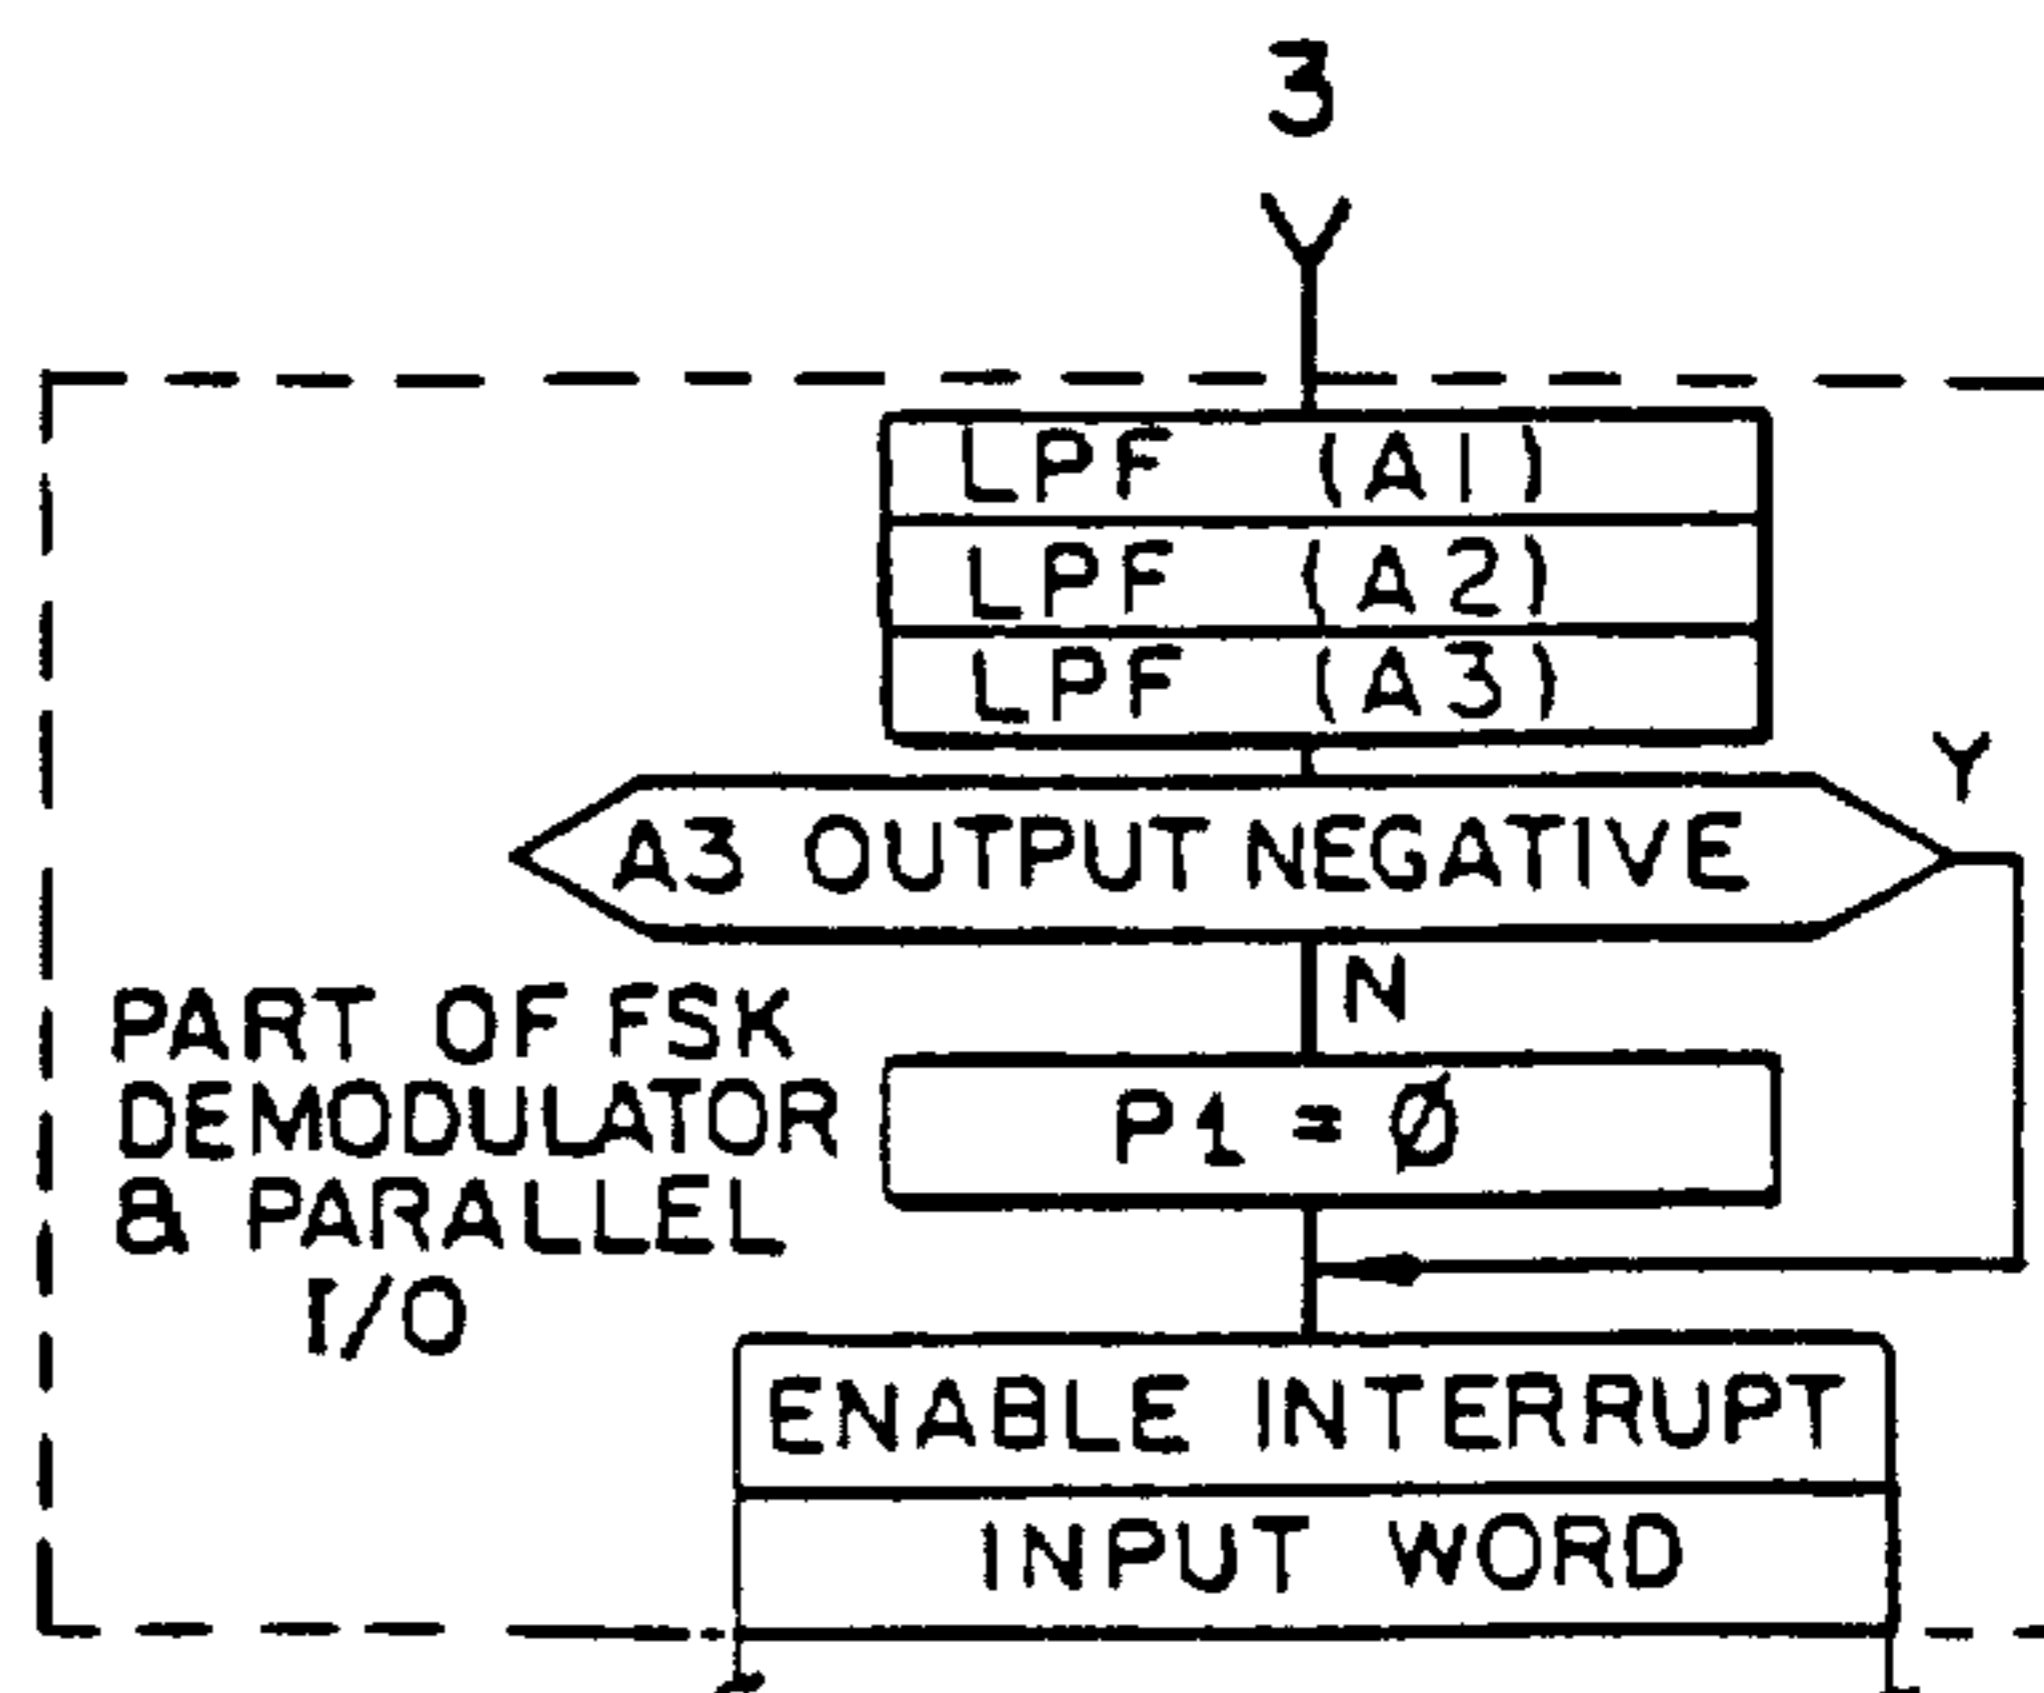 3
LPF (A1)
LPF (A2)
LPF (A3)
Y
A3 OUTPUT NEGATIVE
N
PART OF FSK
DEMODULATOR
& PARALLEL
I/O
P1 = Ø
ENABLE INTERRUPT
INPUT WORD